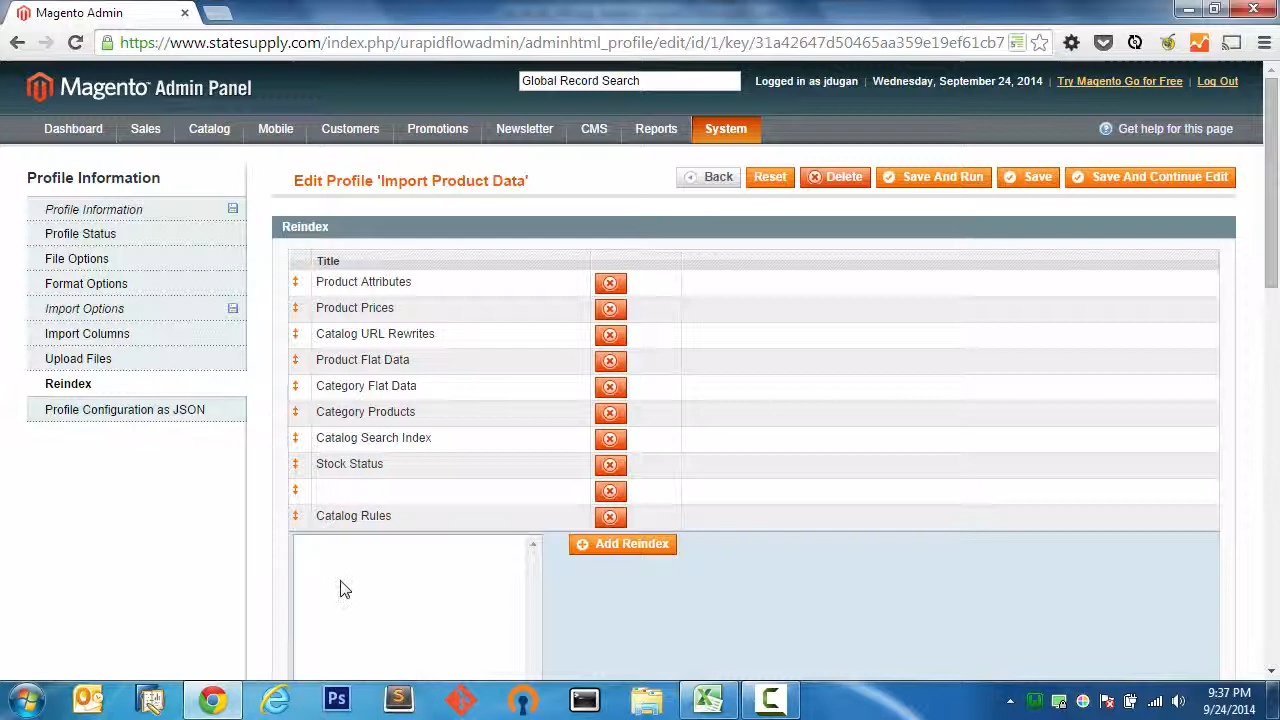 Magento Admin
https://www.statesupply.com/index.php/urapidflowadmin/adminhtml_profile/edit/id/1/key/31a42647d50465aa359e19ef61cb7
Magento Admin Panel
Global Record Search
Logged in as idugan | Wednesday, September 24, 2014 | Try Magento Go for Free | Log Out
Dashboard Sales Catalog Mobile Customers Promotions Newsletter CMS Reports System
Get help for this page
Profile Information
Profile Information
Profile Status
File Options
Format Options
Import Options
Import Columns
Upload Files
Reindex
Profile Configuration as JSON
Edit Profile 'Import Product Data'
Back Reset Delete Save And Run Save Save And Continue Edit
Reindex
Title
Product Attributes
Product Prices
Catalog URL Rewrites
Product Flat Data
Category Flat Data
Category Products
Catalog Search Index
Stock Status
Catalog Rules
Add Reindex
Ps
S
C
9:37 PM
9/24/2014